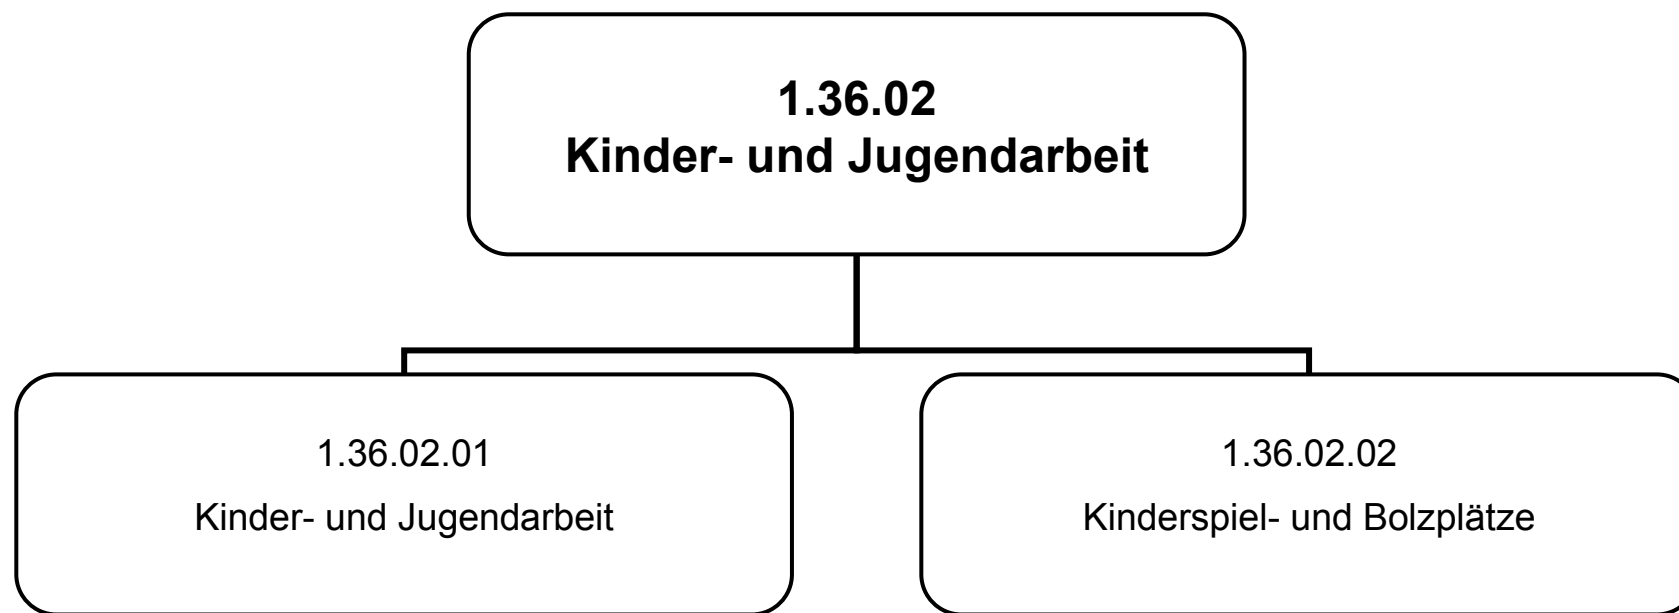 1.36.02
Kinder- und Jugendarbeit
1.36.02.01
Kinder- und Jugendarbeit
1.36.02.02
Kinderspiel- und Bolzplätze